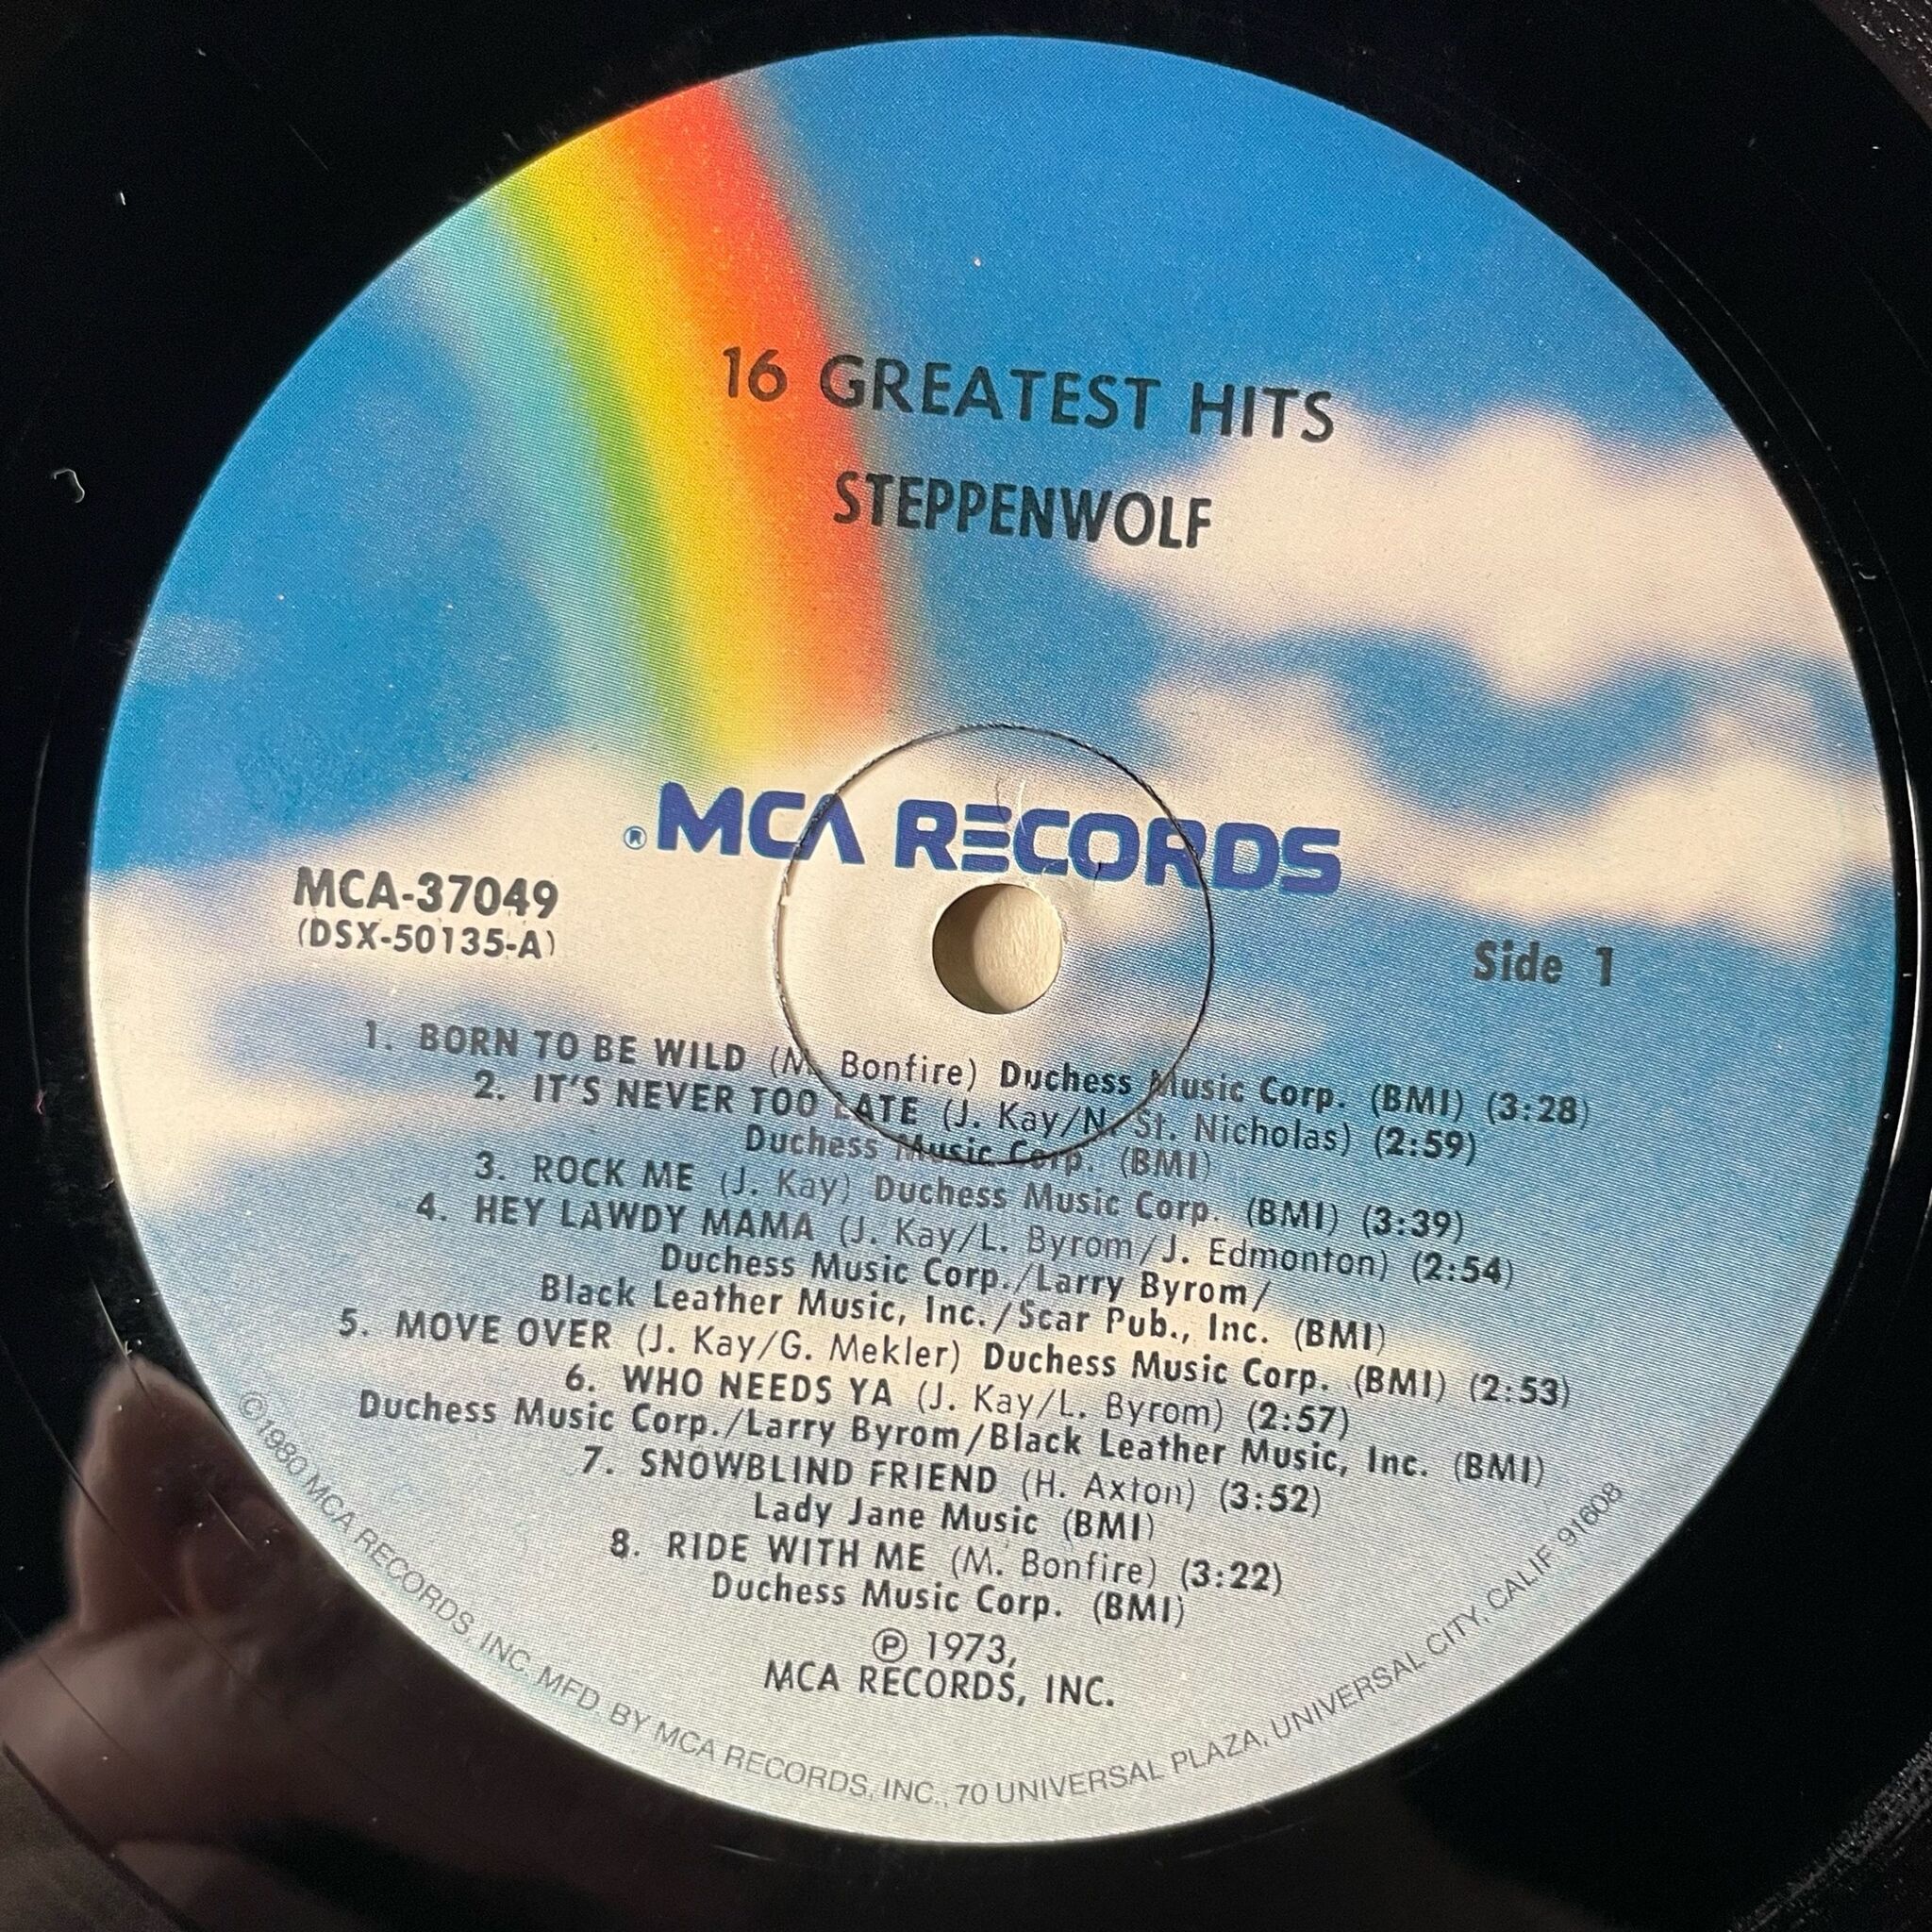 16 GREATEST HITS
STEPPENWOLF
® MCA RECORDS
MCA-37049
(DSX-50135-A)
Side 1
1. BORN TO BE WILD (M. Bonfire) Duchess Music Corp. (BMI) (3:28)
2. IT'S NEVER TOO LATE (J. Kay/N. St. Nicholas) (2:59)
Duchess Music Corp. (BMI)
3. ROCK ME (J. Kay) Duchess Music Corp. (BMI) (3:39)
4. HEY LAWDY MAMA (J. Kay/L. Byrom/J. Edmonton) (2:54)
Duchess Music Corp./Larry Byrom/
Black Leather Music, Inc./Scar Pub., Inc. (BMI)
5. MOVE OVER (J. Kay/G. Mekler) Duchess Music Corp. (BMI) (2:53)
6. WHO NEEDS YA (J. Kay/L. Byrom) (2:57)
Duchess Music Corp./Larry Byrom/Black Leather Music, Inc. (BMI)
7. SNOWBLIND FRIEND (H. Axton) (3:52)
Lady Jane Music (BMI)
8. RIDE WITH ME (M. Bonfire) (3:22)
Duchess Music Corp. (BMI)
℗ 1973,
MCA RECORDS, INC.
©1980 MCA RECORDS, INC. MFD. BY MCA RECORDS, INC., 70 UNIVERSAL PLAZA, UNIVERSAL CITY, CALIF. 91608